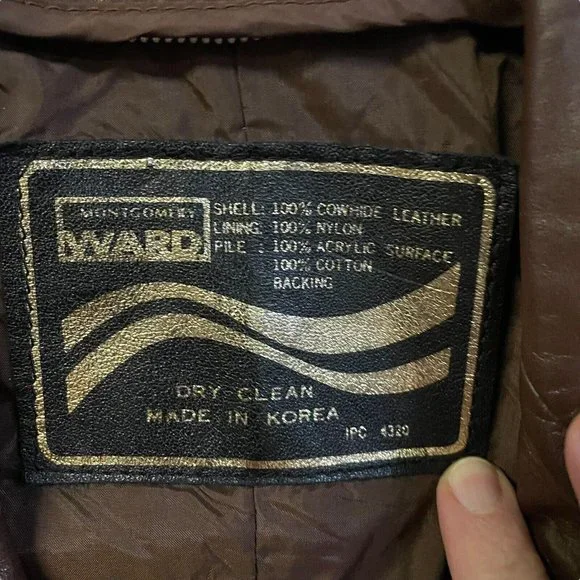 MONTGOMERY
WARD
SHELL: 100% COWHIDE LEATHER
LINING: 100% NYLON
PILE : 100% ACRYLIC SURFACE
100% COTTON
BACKING
DRY CLEAN
MADE IN KOREA
IPC 4320